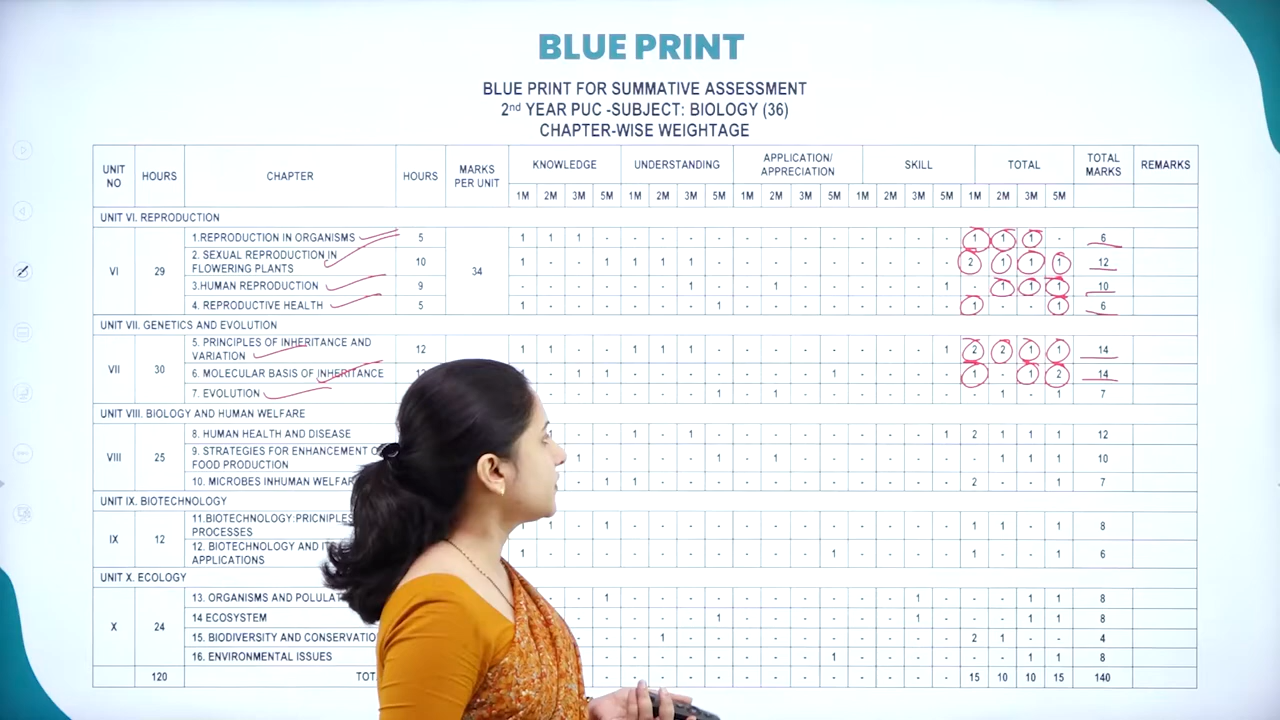 BLUE PRINT
BLUE PRINT FOR SUMMATIVE ASSESSMENT
2nd YEAR PUC -SUBJECT: BIOLOGY (36)
CHAPTER-WISE WEIGHTAGE
UNIT NO HOURS CHAPTER HOURS MARKS PER UNIT KNOWLEDGE UNDERSTANDING APPLICATION/ APPRECIATION SKILL TOTAL TOTAL MARKS REMARKS
1M 2M 3M 5M 1M 2M 3M 5M 1M 2M 3M 5M 1M 2M 3M 5M 1M 2M 3M 5M
UNIT VI. REPRODUCTION
VI 29 34
1.REPRODUCTION IN ORGANISMS 5 1 1 1 - - - - - - - - - - - - - 1 1 1 - 6
2. SEXUAL REPRODUCTION IN FLOWERING PLANTS 10 1 - - 1 1 1 1 - - - - - - - - - 2 1 1 1 12
3.HUMAN REPRODUCTION 9 - - - - - - 1 - - 1 - - - - - 1 - 1 1 1 10
4. REPRODUCTIVE HEALTH 5 1 - - - - - - 1 - - - - - - - - 1 - - 1 6
UNIT VII. GENETICS AND EVOLUTION
VII 30
5. PRINCIPLES OF INHERITANCE AND VARIATION 12 1 1 - - 1 1 1 - - - - - - - - 1 2 2 1 1 14
6. MOLECULAR BASIS OF INHERITANCE - 1 1 - - - - - - - 1 - - - - 1 - 1 2 14
7. EVOLUTION - - - - - - 1 - 1 - - - - - - - 1 - 1 7
UNIT VIII. BIOLOGY AND HUMAN WELFARE
VIII 25
8. HUMAN HEALTH AND DISEASE - - 1 - 1 - - - - - - - - 1 2 1 1 1 12
9. STRATEGIES FOR ENHANCEMENT FOOD PRODUCTION 1 - - - - 1 - 1 - - - - - - - 1 1 1 10
10. MICROBES INHUMAN WELFAR - - 1 1 - - - - - - - - - - - 2 - - 1 7
UNIT IX. BIOTECHNOLOGY
IX 12
11.BIOTECHNOLOGY:PRICNIPLES PROCESSES 1 - 1 - - - - - - - - - - - - 1 1 - 1 8
12. BIOTECHNOLOGY AND APPLICATIONS 1 - - - - - - - - - - 1 - - - - 1 - - 1 6
UNIT X. ECOLOGY
X 24
13. ORGANISMS AND - - 1 - - - - - - - - - - 1 - - - 1 1 8
14 ECOSYSTEM - - - - - - 1 - - - - - - 1 - - - 1 1 8
15. BIODIVERSITY AND - - - - 1 - - - - - - - - - - 2 1 - - 4
16. ENVIRONMENTAL ISSUES - - - - - - - - - - 1 - - - - - - 1 1 8
120 - - - - - - - - - - - - - 15 10 10 15 140